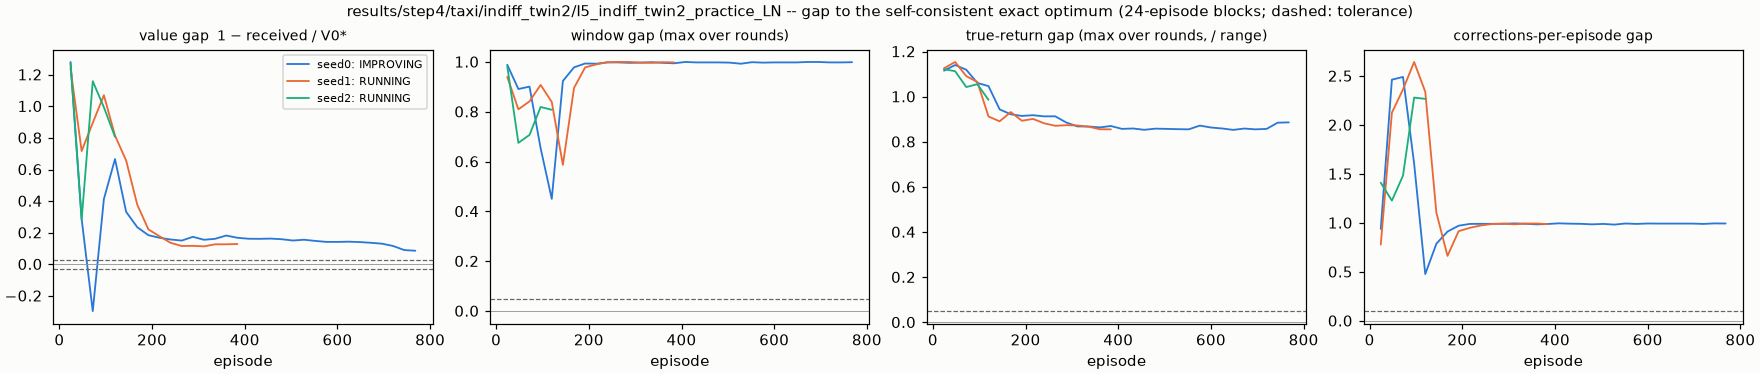 results/step4/taxi/indiff_twin2/I5_indiff_twin2_practice_LN -- gap to the self-consistent exact optimum (24-episode blocks; dashed: tolerance)
value gap 1 − received / V0*
seed0: IMPROVING
seed1: RUNNING
seed2: RUNNING
1.2
1.0
0.8
0.6
0.4
0.2
0.0
−0.2
0 200 400 600 800
episode
window gap (max over rounds)
1.0
0.8
0.6
0.4
0.2
0.0
0 200 400 600 800
episode
true-return gap (max over rounds, / range)
1.2
1.0
0.8
0.6
0.4
0.2
0.0
0 200 400 600 800
episode
corrections-per-episode gap
2.5
2.0
1.5
1.0
0.5
0.0
0 200 400 600 800
episode